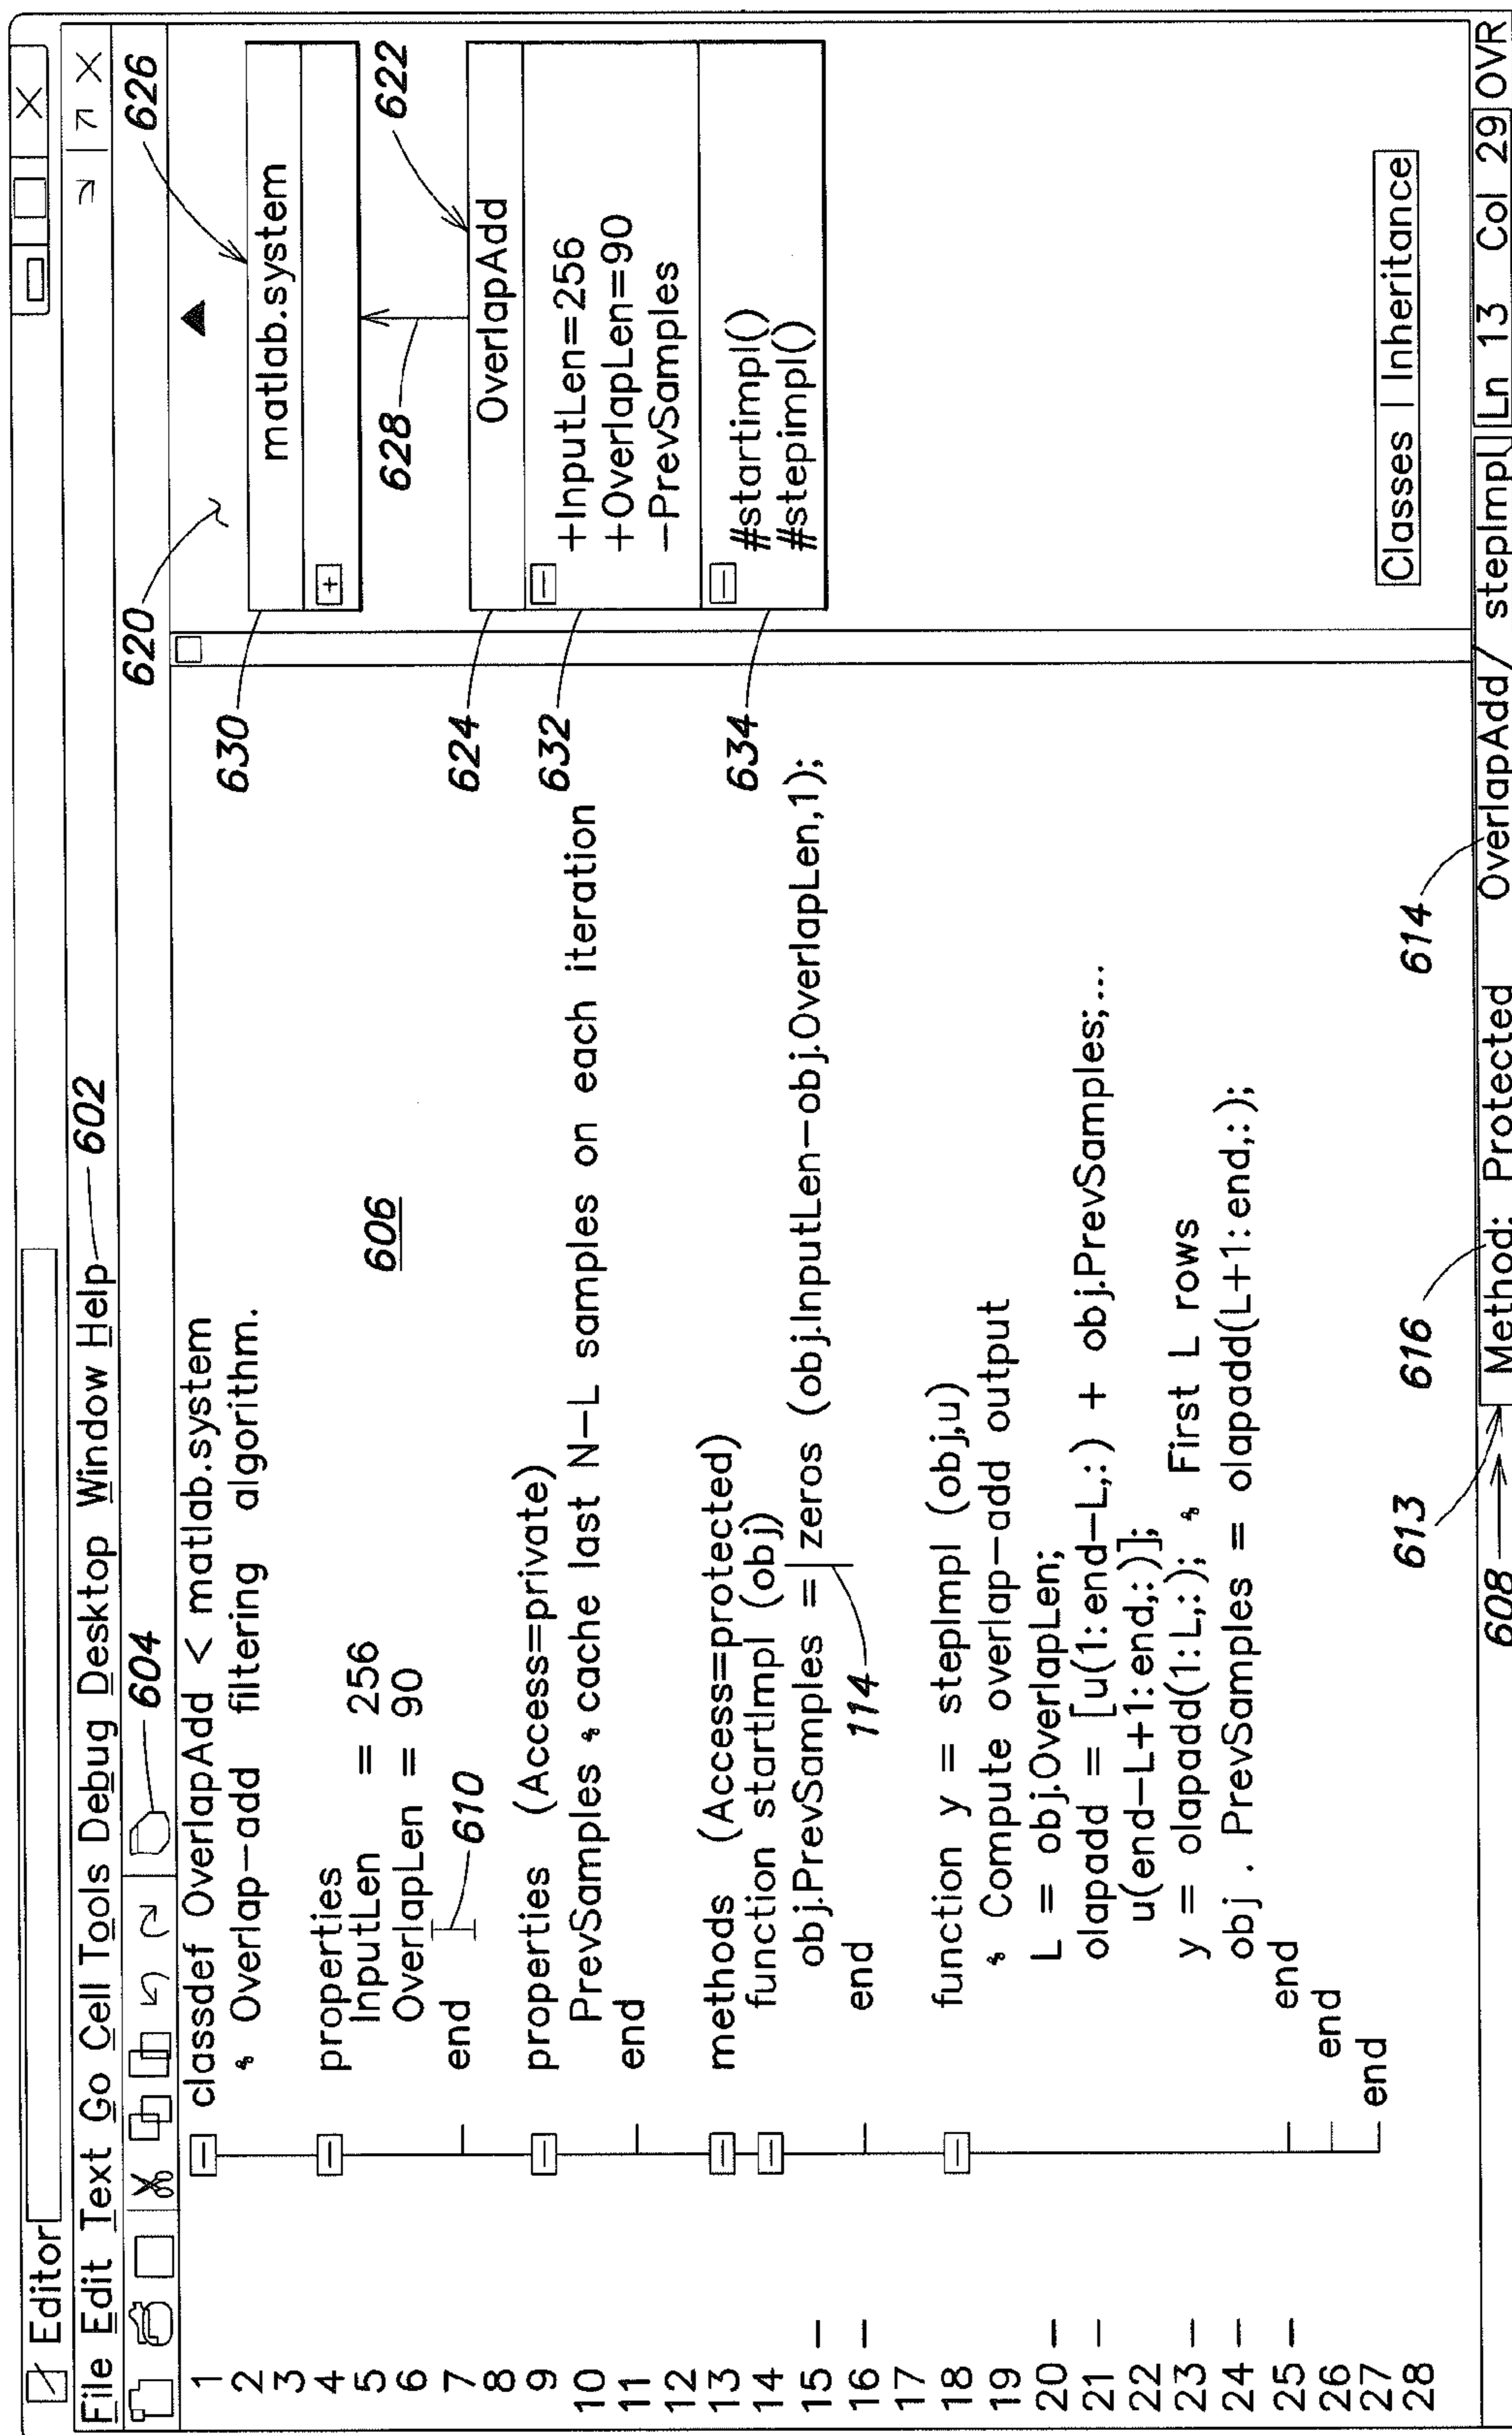 Editor
File Edit Text Go Cell Tools Debug Desktop Window Help 602
604
1 classdef OverlapAdd < matlab.system
2 % Overlap-add filtering algorithm.
3
4 properties
5 InputLen = 256
6 OverlapLen = 90
7 end
610
606
8
9 properties (Access=private)
10 PrevSamples % cache last N-L samples on each iteration
11 end
12
13 methods (Access=protected)
14 function startImpl (obj)
15 - obj.PrevSamples = zeros (obj.InputLen-obj.OverlapLen,1);
16 - end
114
17
18 function y = stepImpl (obj,u)
19 % Compute overlap-add output
20 - L = obj.OverlapLen;
21 - olapadd = [u(1:end-L,:) + obj.PrevSamples;...
22 u(end-L+1:end,:)];
23 - y = olapadd(1:L,:); % First L rows
24 - obj . PrevSamples = olapadd(L+1:end,:);
25 - end
26 end
27 end
28
620
626
630
matlab.system
+
628
622
624
OverlapAdd
632
+InputLen=256
+OverlapLen=90
-PrevSamples
634
#startimpl()
#stepimpl()
Classes | Inheritance
613
616
614
608
Method: Protected OverlapAdd/ stepImpl Ln 13 Col 29 OVR